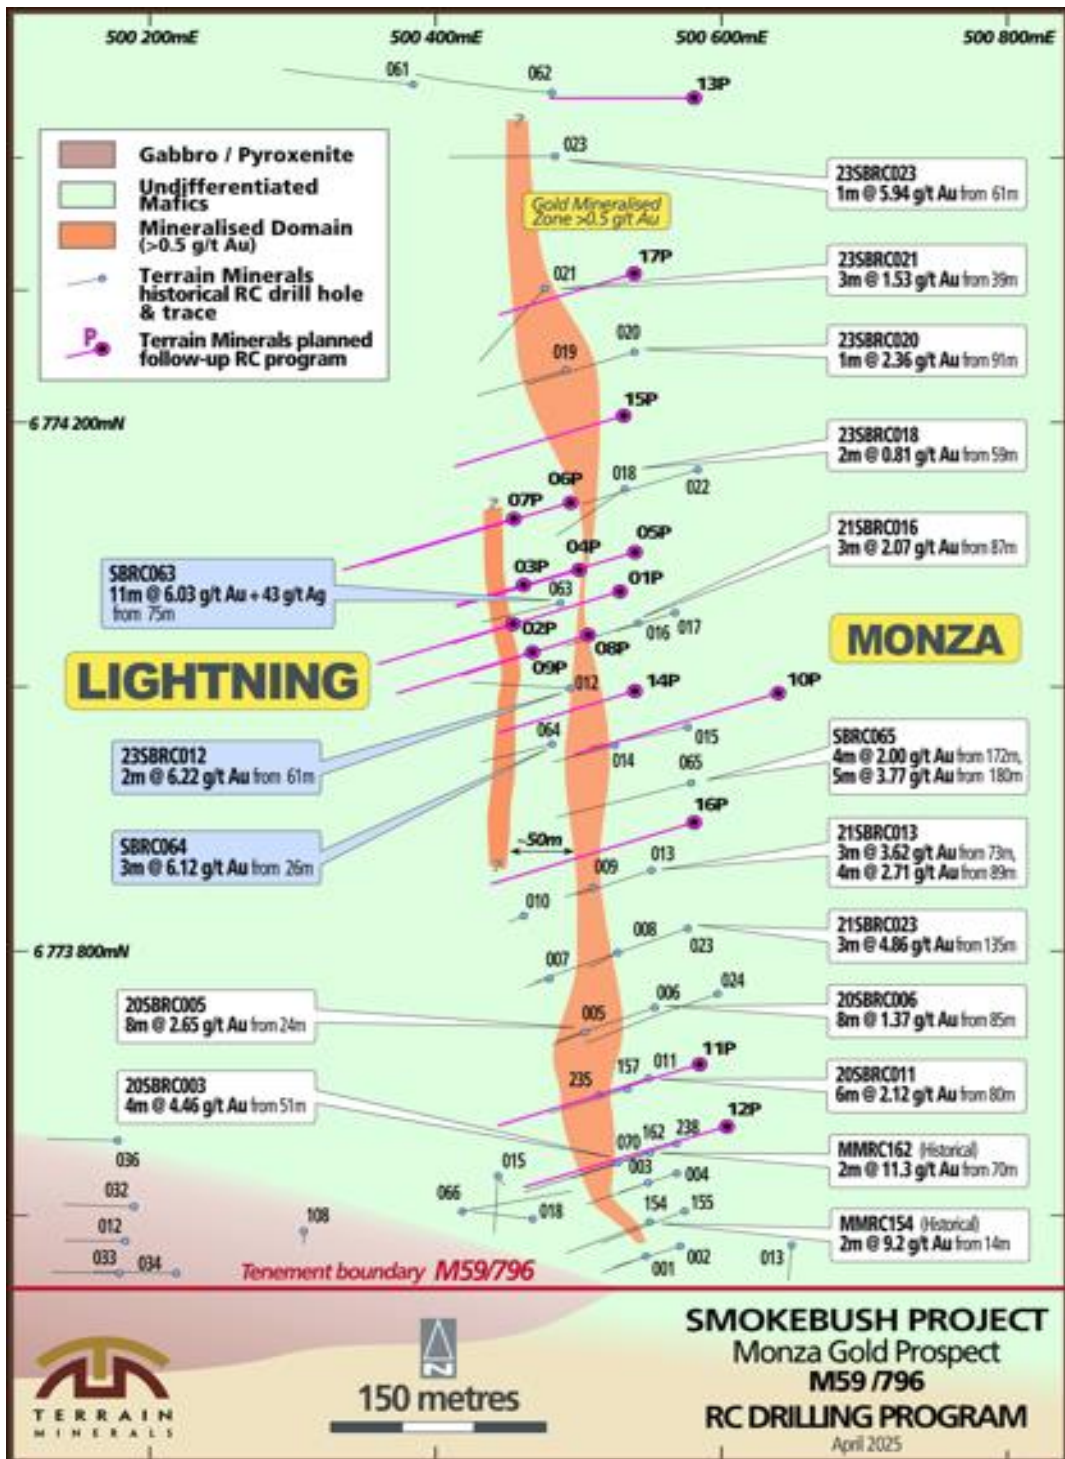 500 200mE
500 400mE
500 600mE
500 800mE
061
062
13P
023
Gabbro / Pyroxenite
Undifferentiated
Mafics
Mineralised Domain
(>0.5 g/t Au)
Terrain Minerals
historical RC drill hole
& trace
P
Terrain Minerals planned
follow-up RC program
?
Gold Mineralised
Zone >0.5 g/t Au
23SBRC023
1m @ 5.94 g/t Au from 61m
17P
021
23SBRC021
3m @ 1.53 g/t Au from 39m
020
019
23SBRC020
1m @ 2.36 g/t Au from 91m
6 774 200mN
15P
23SBRC018
2m @ 0.81 g/t Au from 59m
018
022
06P
07P
?
21SBRC016
3m @ 2.07 g/t Au from 87m
05P
04P
03P
01P
063
SBRC063
11m @ 6.03 g/t Au + 43 g/t Ag
from 75m
02P
016
017
08P
09P
MONZA
LIGHTNING
012
14P
10P
23SBRC012
2m @ 6.22 g/t Au from 61m
064
014
015
065
SBRC065
4m @ 2.00 g/t Au from 172m,
5m @ 3.77 g/t Au from 180m
16P
SBRC064
3m @ 6.12 g/t Au from 26m
~50m
?
009
013
21SBRC013
3m @ 3.62 g/t Au from 73m,
4m @ 2.71 g/t Au from 89m
010
008
023
21SBRC023
3m @ 4.86 g/t Au from 135m
6 773 800mN
007
024
006
005
20SBRC005
8m @ 2.65 g/t Au from 24m
20SBRC006
8m @ 1.37 g/t Au from 85m
11P
157
011
235
20SBRC011
6m @ 2.12 g/t Au from 80m
20SBRC003
4m @ 4.46 g/t Au from 51m
12P
238
162
070
MMRC162 (Historical)
2m @ 11.3 g/t Au from 70m
036
015
003
004
032
066
018
154
155
MMRC154 (Historical)
2m @ 9.2 g/t Au from 14m
012
108
033
034
001
002
013
Tenement boundary M59/796
SMOKEBUSH PROJECT
Monza Gold Prospect
M59 /796
RC DRILLING PROGRAM
April 2025
N
150 metres
TERRAIN
MINERALS